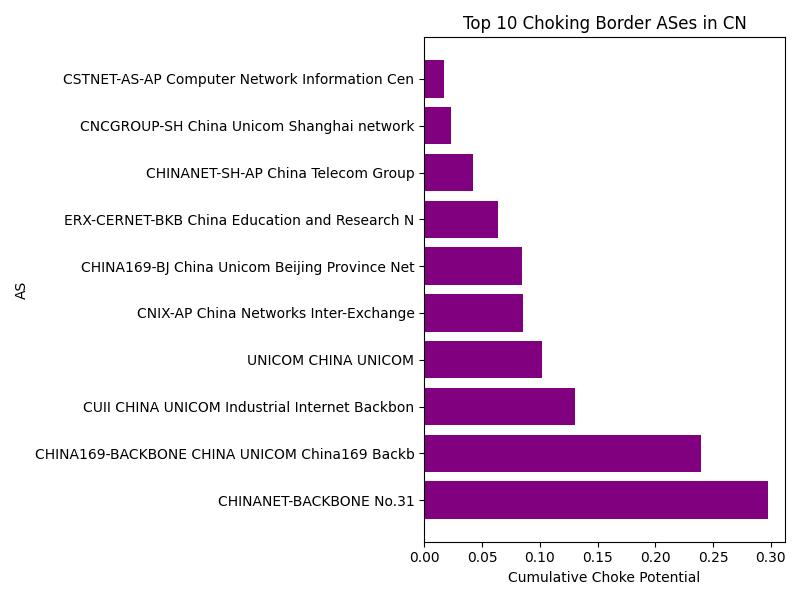 Top 10 Choking Border ASes in CN
AS
CSTNET-AS-AP Computer Network Information Cen
CNCGROUP-SH China Unicom Shanghai network
CHINANET-SH-AP China Telecom Group
ERX-CERNET-BKB China Education and Research N
CHINA169-BJ China Unicom Beijing Province Net
CNIX-AP China Networks Inter-Exchange
UNICOM CHINA UNICOM
CUII CHINA UNICOM Industrial Internet Backbon
CHINA169-BACKBONE CHINA UNICOM China169 Backb
CHINANET-BACKBONE No.31
0.00 0.05 0.10 0.15 0.20 0.25 0.30
Cumulative Choke Potential